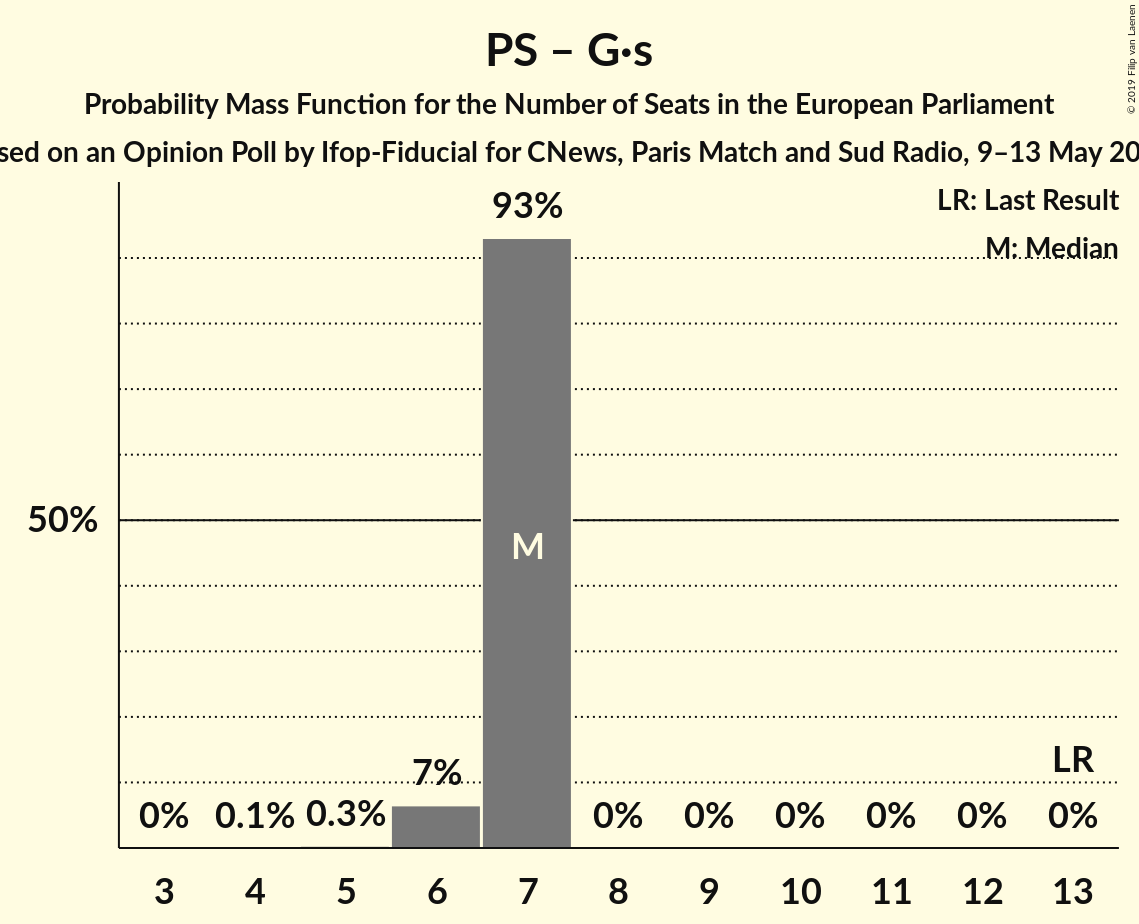 PS – G·s
Probability Mass Function for the Number of Seats in the European Parliament
sed on an Opinion Poll by Ifop-Fiducial for CNews, Paris Match and Sud Radio, 9–13 May 20
© 2019 Filip van Laenen
LR: Last Result
M: Median
93%
50%
M
LR
7%
0% 0.1% 0.3% 0% 0% 0% 0% 0% 0%
3 4 5 6 7 8 9 10 11 12 13